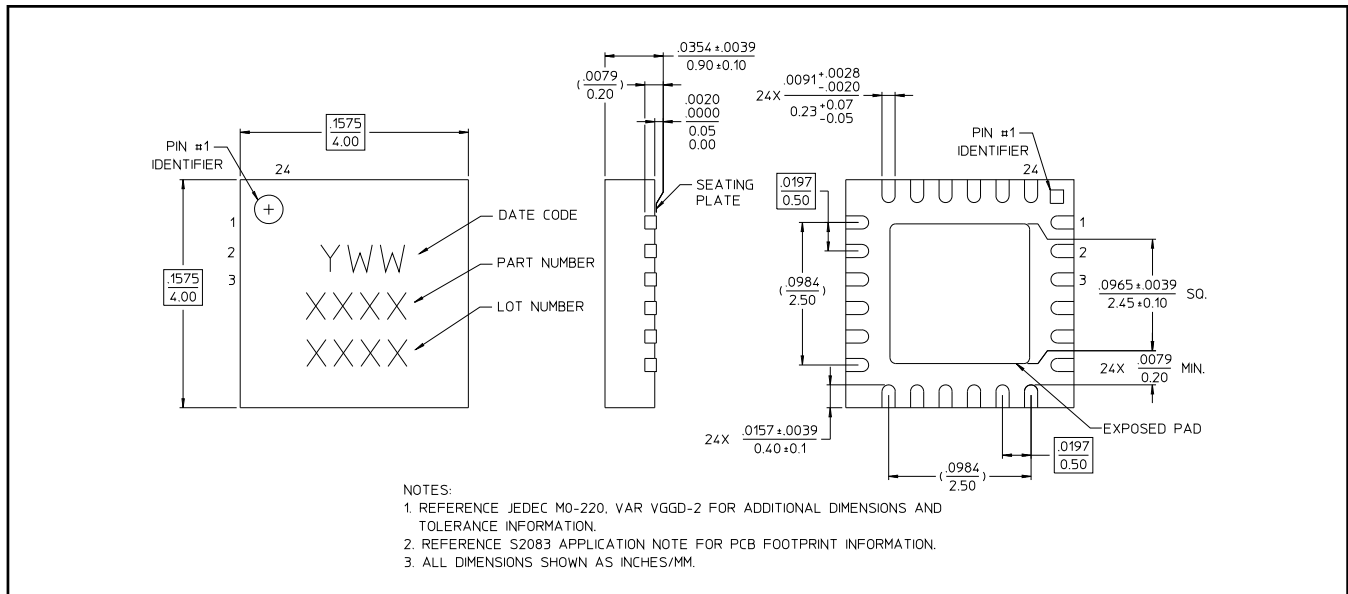 PIN #1
IDENTIFIER
24
.1575
4.00
1
2
3
.1575
4.00
YWW
XXXX
XXXX
DATE CODE
PART NUMBER
LOT NUMBER
.0354 ±.0039
0.90 ±0.10
(.0079
0.20)
.0020
.0000
0.05
0.00
SEATING
PLATE
24X .0091 +.0028
-.0020
0.23 +0.07
-0.05
PIN #1
IDENTIFIER
24
.0197
0.50
1
2
3
(.0984
2.50)
.0965±.0039
2.45±0.10 SQ.
24X .0079
0.20 MIN.
EXPOSED PAD
24X .0157±.0039
0.40±0.1
.0197
0.50
(.0984
2.50)
NOTES:
1. REFERENCE JEDEC MO-220, VAR VGGD-2 FOR ADDITIONAL DIMENSIONS AND
TOLERANCE INFORMATION.
2. REFERENCE S2083 APPLICATION NOTE FOR PCB FOOTPRINT INFORMATION.
3. ALL DIMENSIONS SHOWN AS INCHES/MM.